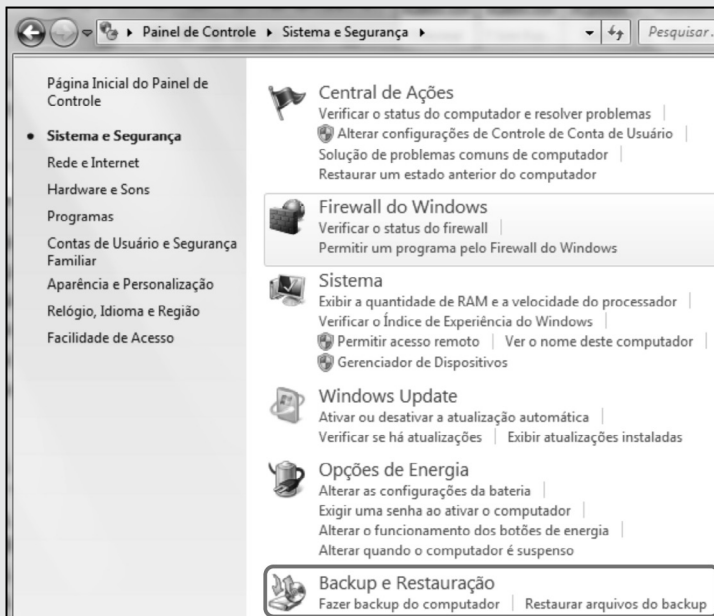 Painel de Controle ▸ Sistema e Segurança ▸
Pesquisar.
Página Inicial do Painel de
Controle
• Sistema e Segurança
Rede e Internet
Hardware e Sons
Programas
Contas de Usuário e Segurança
Familiar
Aparência e Personalização
Relógio, Idioma e Região
Facilidade de Acesso
Central de Ações
Verificar o status do computador e resolver problemas
Alterar configurações de Controle de Conta de Usuário
Solução de problemas comuns de computador
Restaurar um estado anterior do computador
Firewall do Windows
Verificar o status do firewall
Permitir um programa pelo Firewall do Windows
Sistema
Exibir a quantidade de RAM e a velocidade do processador
Verificar o Índice de Experiência do Windows
Permitir acesso remoto | Ver o nome deste computador
Gerenciador de Dispositivos
Windows Update
Ativar ou desativar a atualização automática
Verificar se há atualizações | Exibir atualizações instaladas
Opções de Energia
Alterar as configurações da bateria
Exigir uma senha ao ativar o computador
Alterar o funcionamento dos botões de energia
Alterar quando o computador é suspenso
Backup e Restauração
Fazer backup do computador | Restaurar arquivos do backup